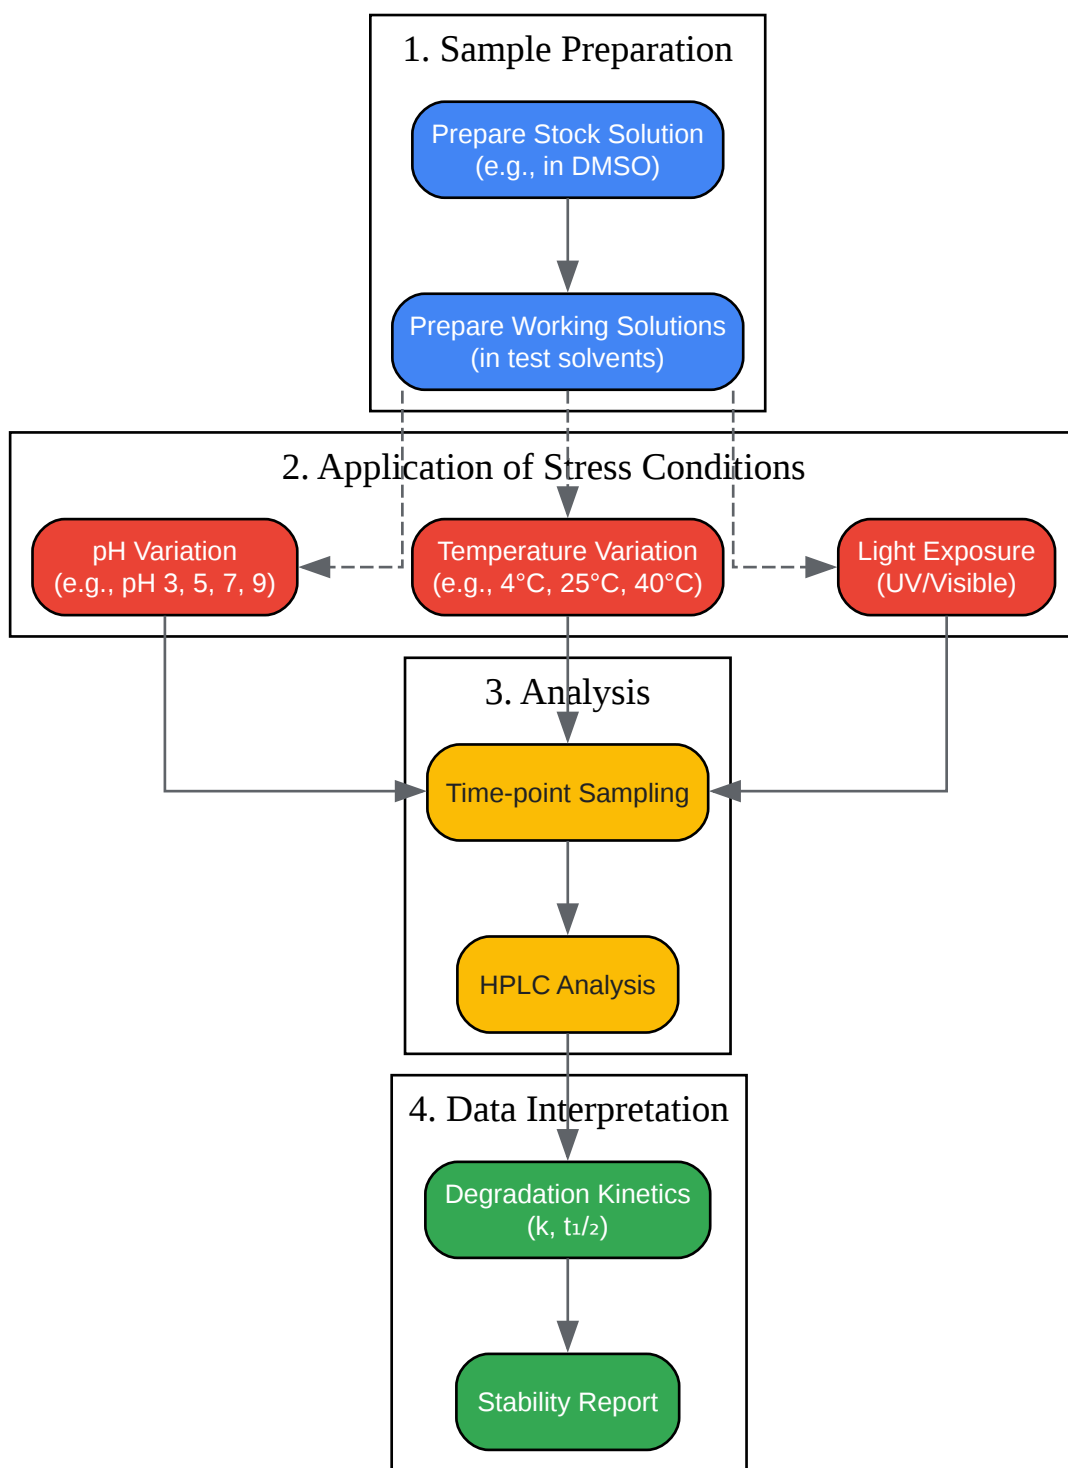 1. Sample Preparation
Prepare Stock Solution
(e.g., in DMSO)
Prepare Working Solutions
(in test solvents)
2. Application of Stress Conditions
pH Variation
(e.g., pH 3, 5, 7, 9)
Temperature Variation
(e.g., 4°C, 25°C, 40°C)
Light Exposure
(UV/Visible)
3. Analysis
Time-point Sampling
HPLC Analysis
4. Data Interpretation
Degradation Kinetics
(k, t₁/₂)
Stability Report